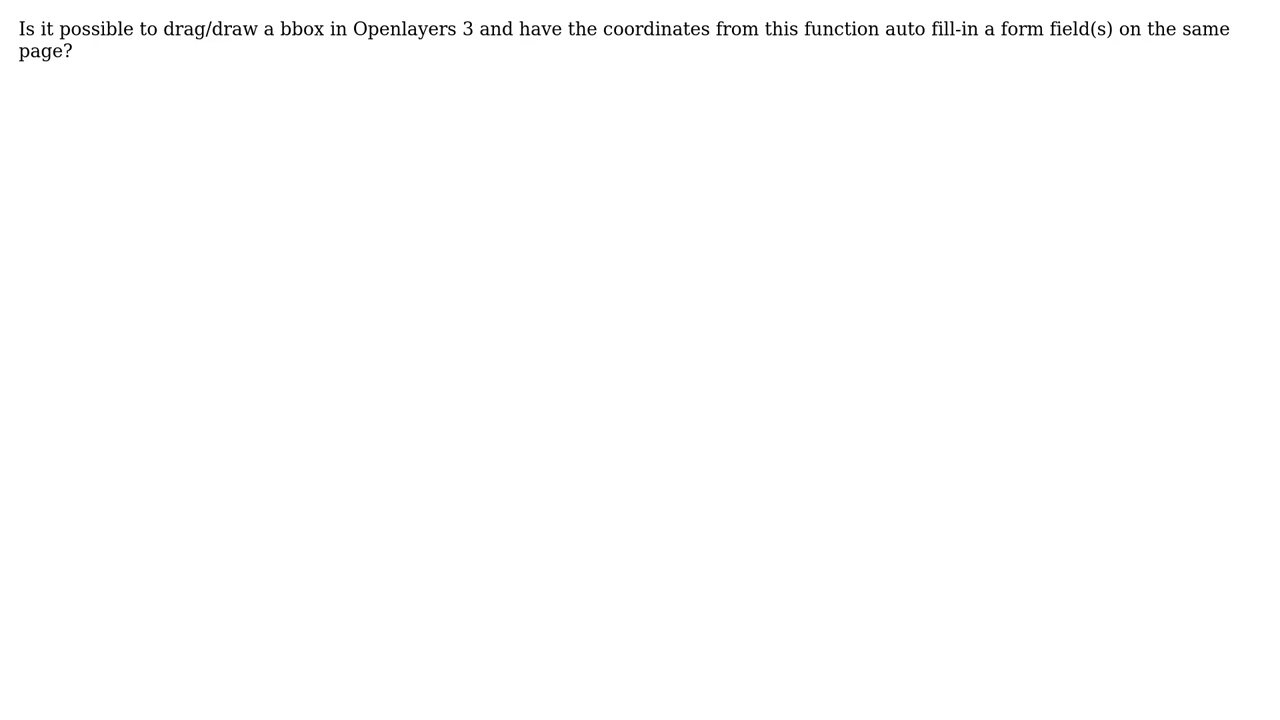 Is it possible to drag/draw a bbox in Openlayers 3 and have the coordinates from this function auto fill-in a form field(s) on the same
page?